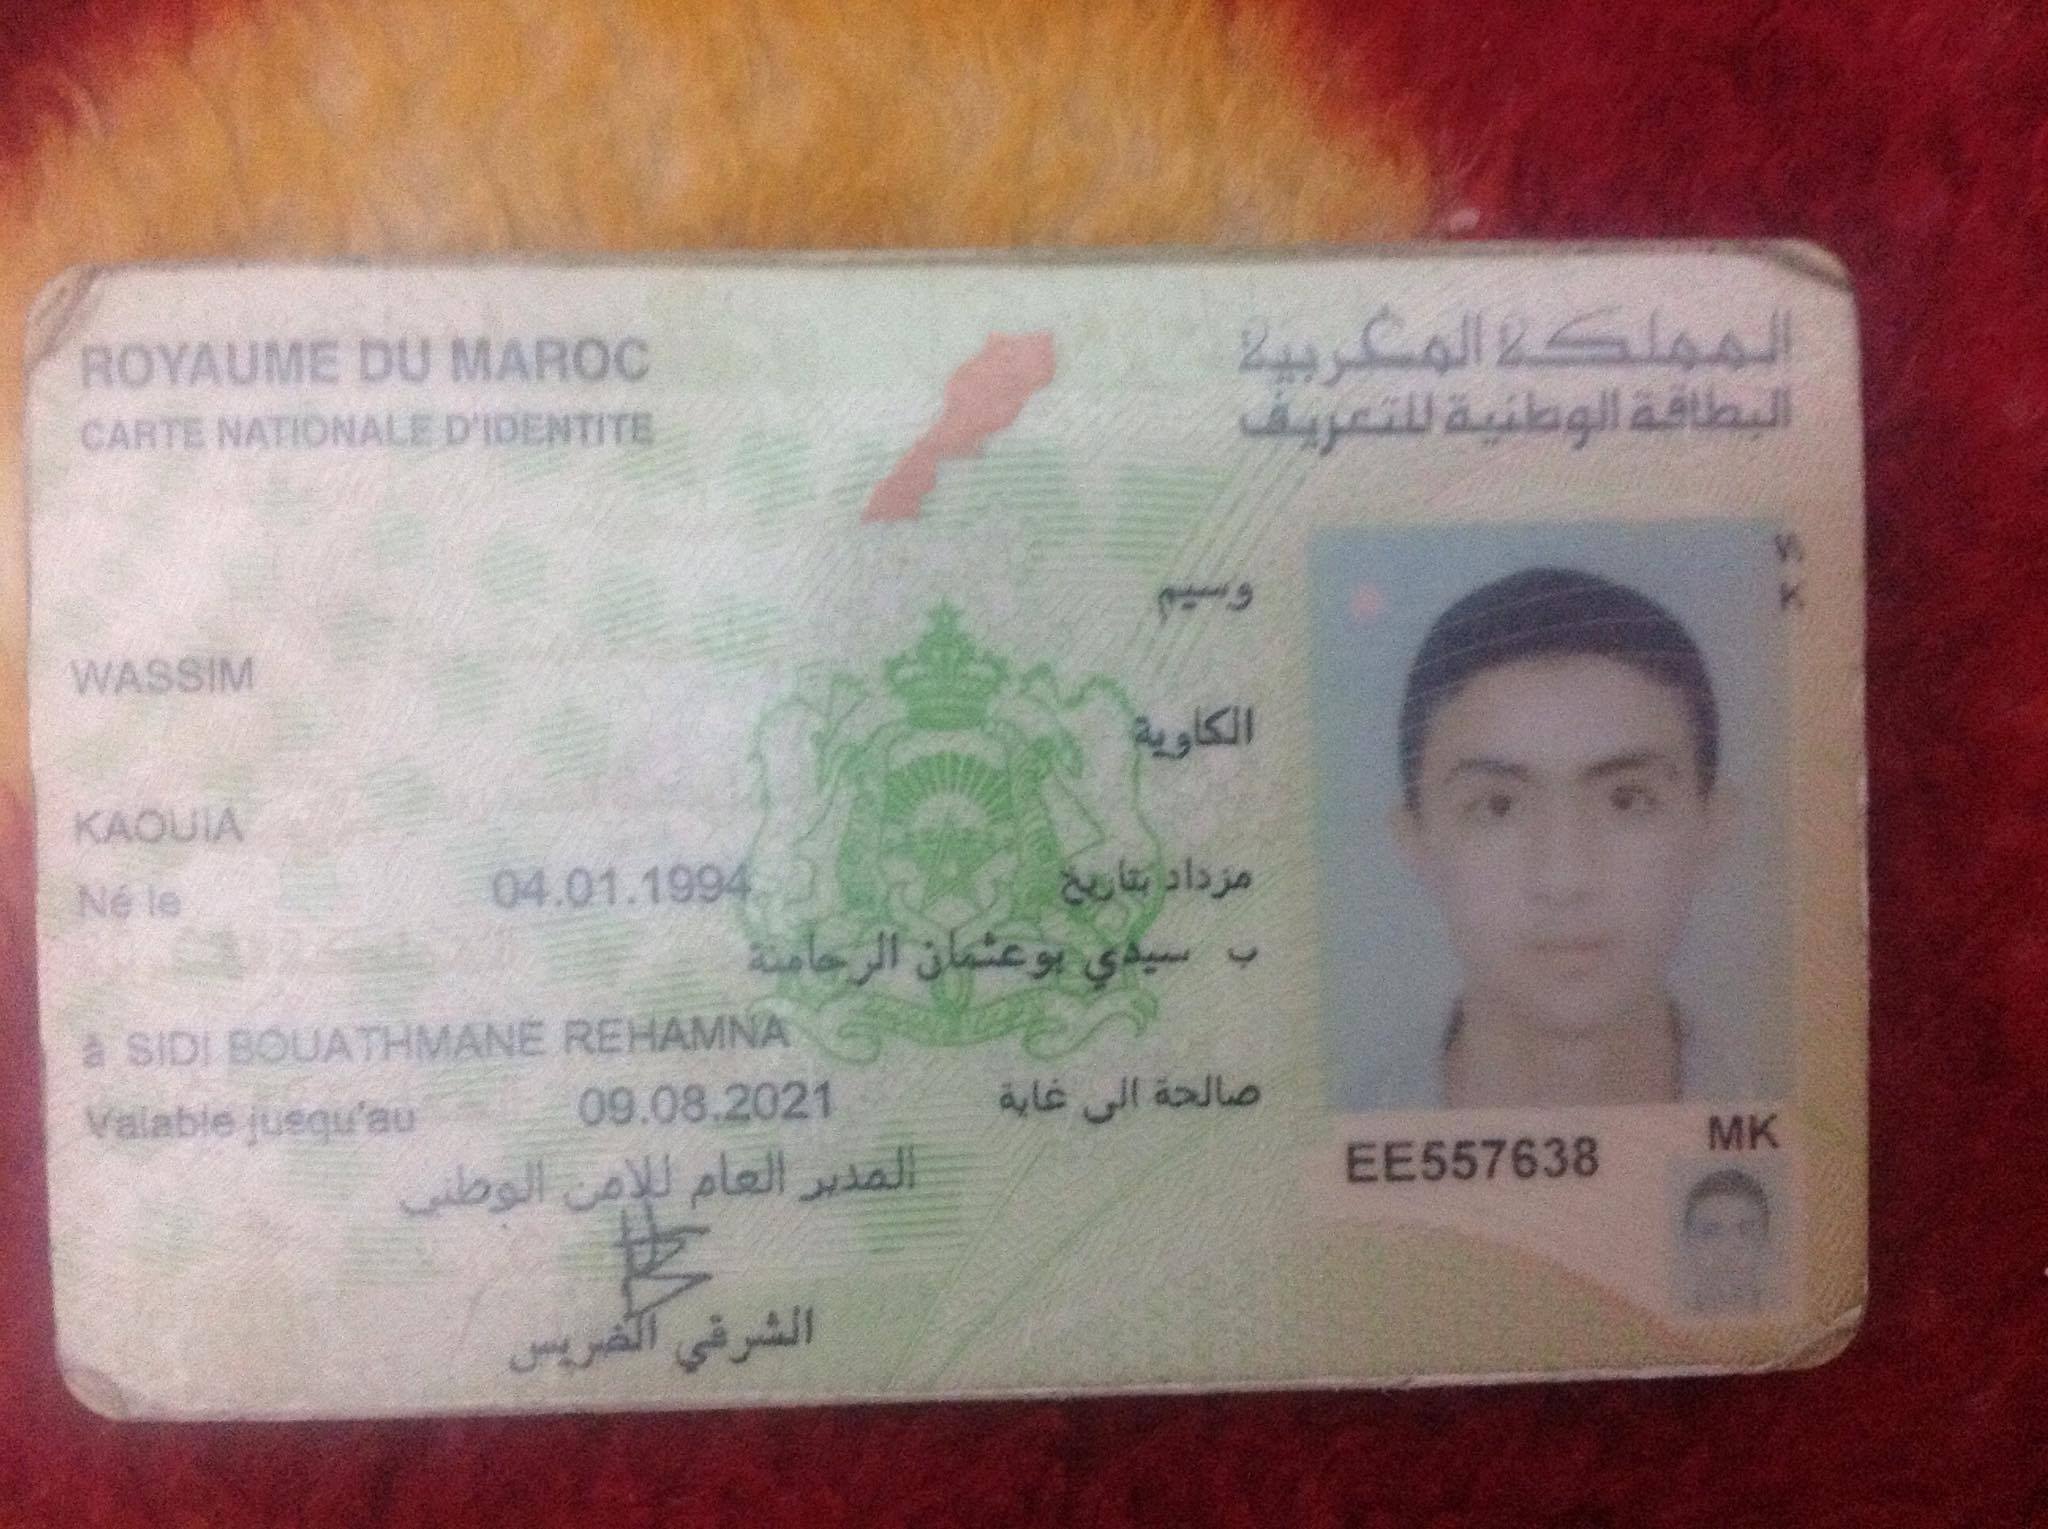 ROYAUME DU MAROC
المملكة المغربية
CARTE NATIONALE D'IDENTITE
البطاقة الوطنية للتعريف
وسيم
WASSIM
الكاوية
KAOUIA
Né le 04.01.1994 مزداد بتاريخ
ب سيدي بوعثمان الرحامنة
à SIDI BOUATHMANE REHAMNA
Valable jusqu'au 09.08.2021 صالحة الى غاية
المدير العام للامن الوطني
الشرقي الضريس
K
EE557638
MK